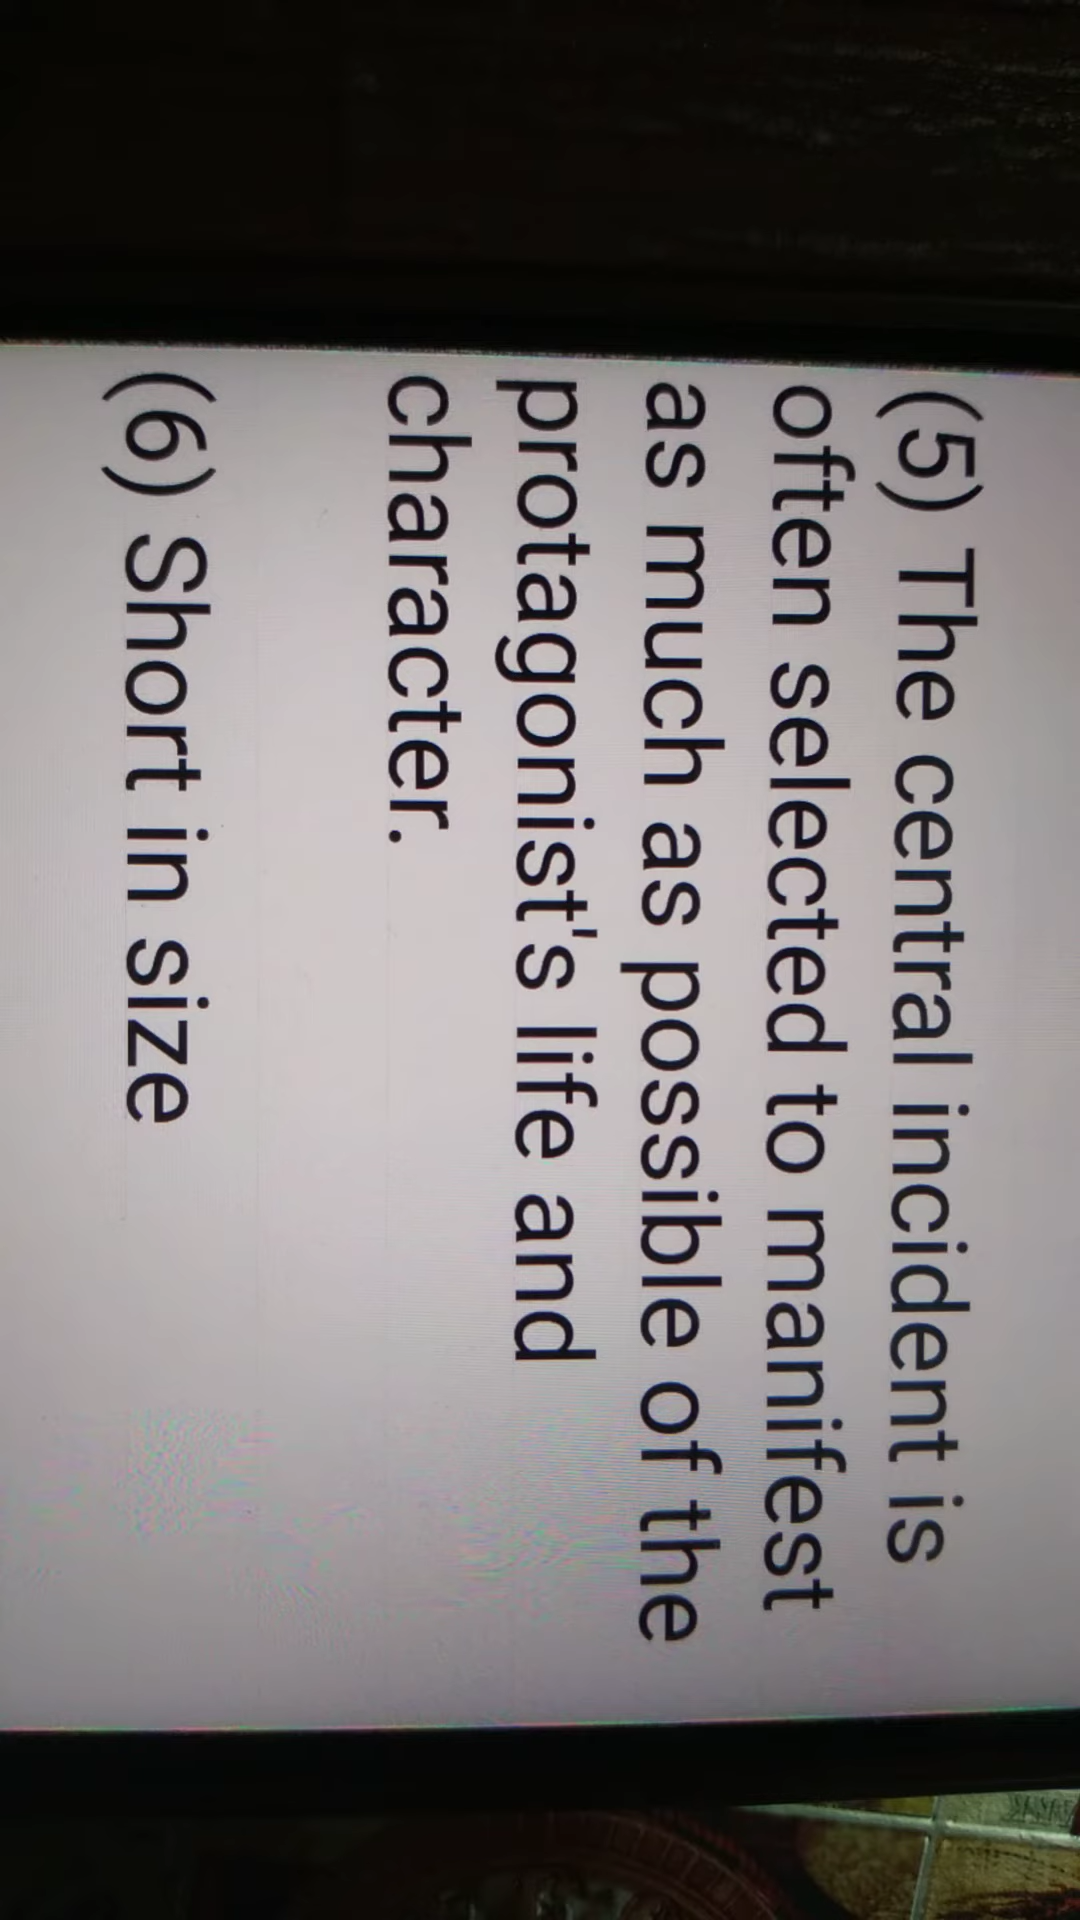 (5) The central incident is
often selected to manifest
as much as possible of the
protagonist's life and
character.
(6) Short in size